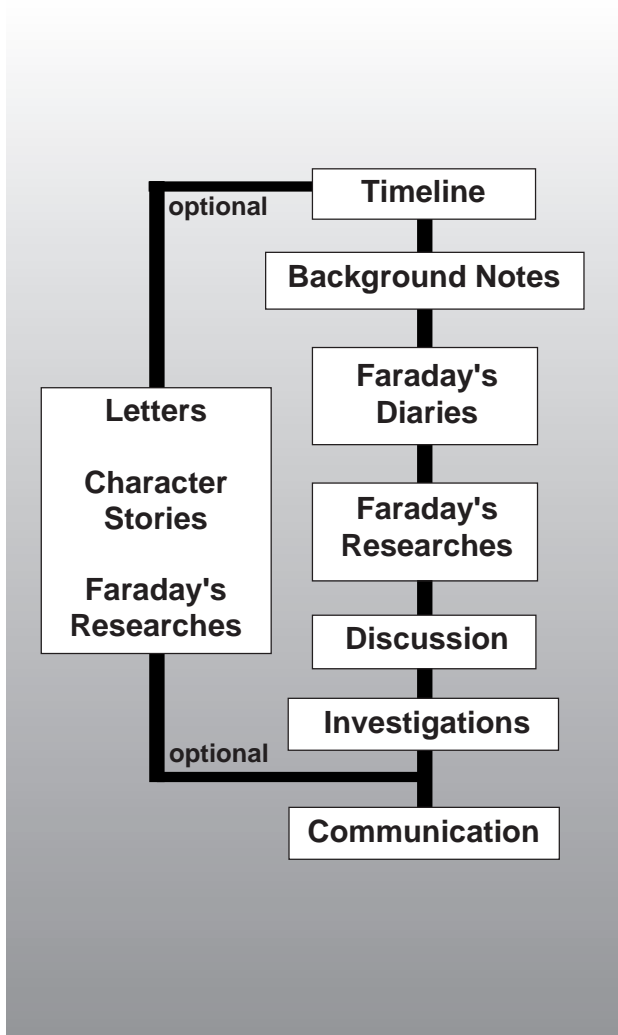 Timeline
optional
Background Notes
Faraday's
Diaries
Letters
Character
Stories
Faraday's
Researches
Faraday's
Researches
Discussion
Investigations
optional
Communication